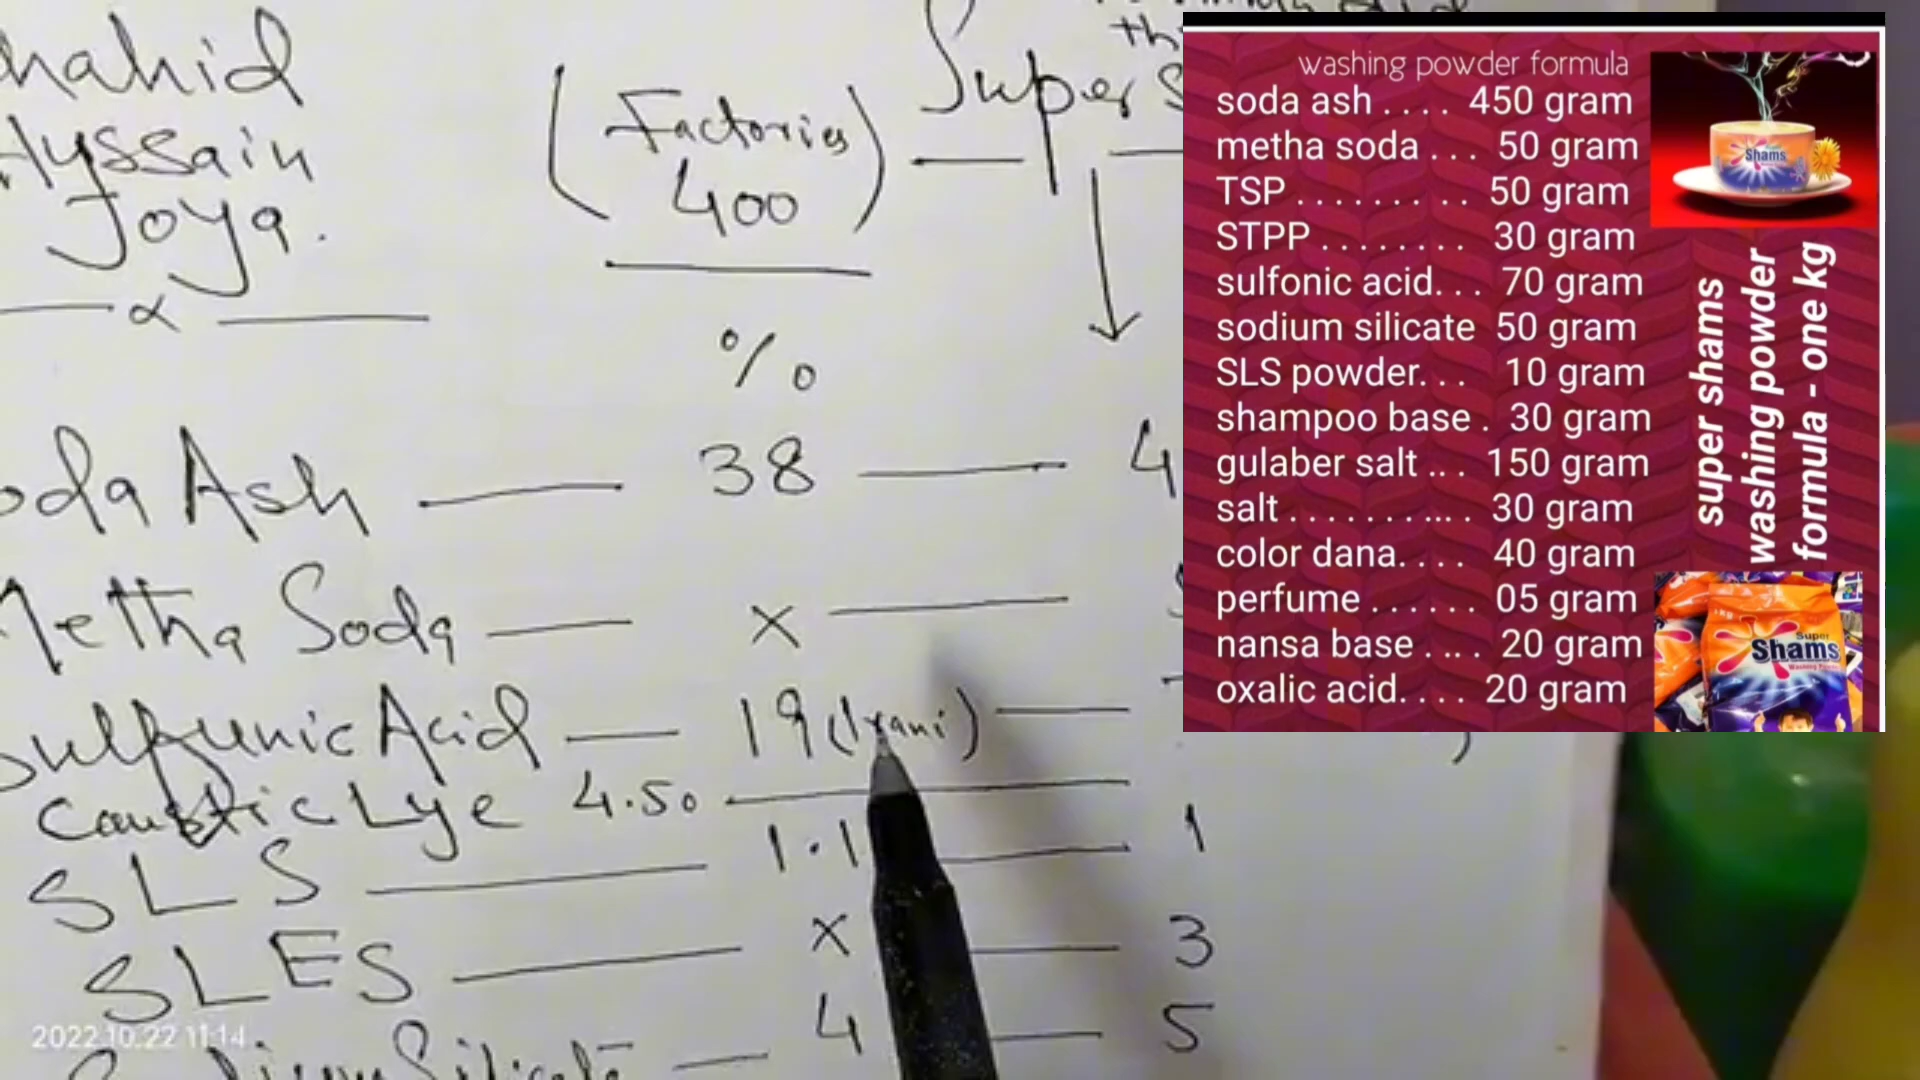 hahid
Hyssain
Joya.
α
(Factories)
400
Super S
%
oda Ash — 38 — 4
Metha Soda — x —
Sulfunic Acid — 19 (Irani) —
Caustic Lye 4.50 —
SLS — 1.1 — 1
SLES — x — 3
4 — 5
2022.10.22 11:14
washing powder formula
soda ash .... 450 gram
metha soda ... 50 gram
TSP ......... 50 gram
STPP ........ 30 gram
sulfonic acid... 70 gram
sodium silicate 50 gram
SLS powder... 10 gram
shampoo base . 30 gram
gulaber salt ... 150 gram
salt ........... 30 gram
color dana.... 40 gram
perfume ...... 05 gram
nansa base .... 20 gram
oxalic acid.... 20 gram
super shams
washing powder
formula - one kg
Shams
Super
Shams